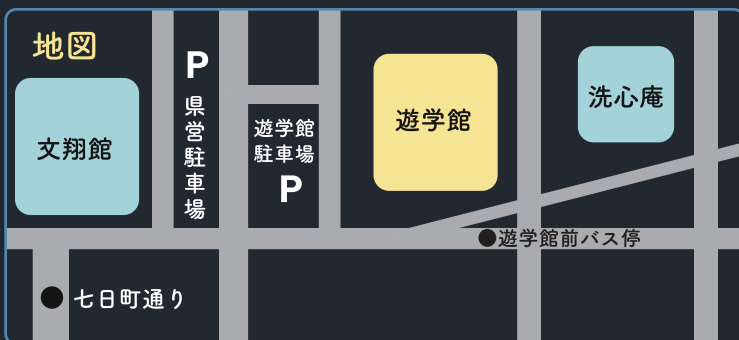 地図
文翔館
P
県営駐車場
遊学館
駐車場
P
遊学館
洗心庵
●遊学館前バス停
●七日町通り